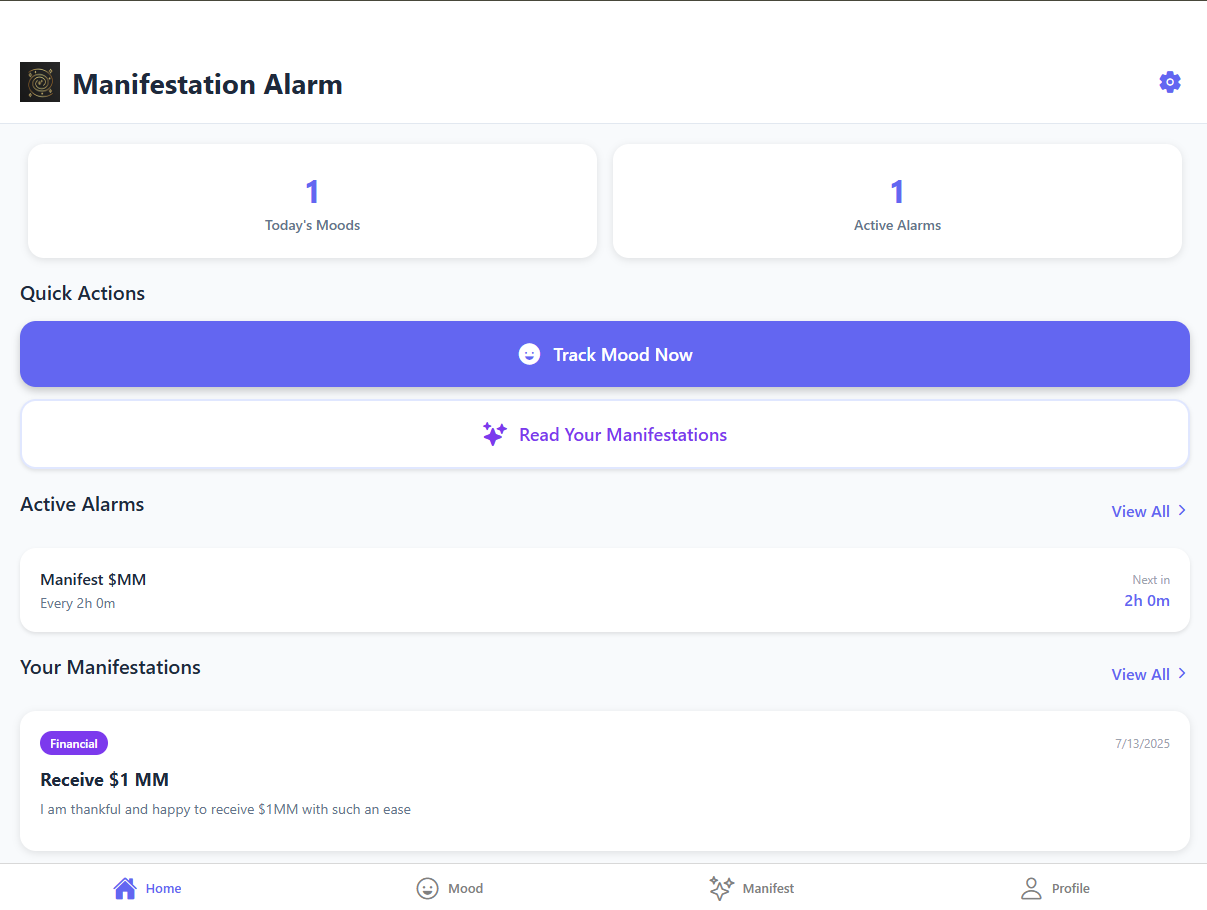 Manifestation Alarm
1
Today's Moods
1
Active Alarms
Quick Actions
Track Mood Now
Read Your Manifestations
Active Alarms
View All
Manifest $MM
Every 2h 0m
Next in
2h 0m
Your Manifestations
View All
Financial
7/13/2025
Receive $1 MM
I am thankful and happy to receive $1MM with such an ease
Home
Mood
Manifest
Profile